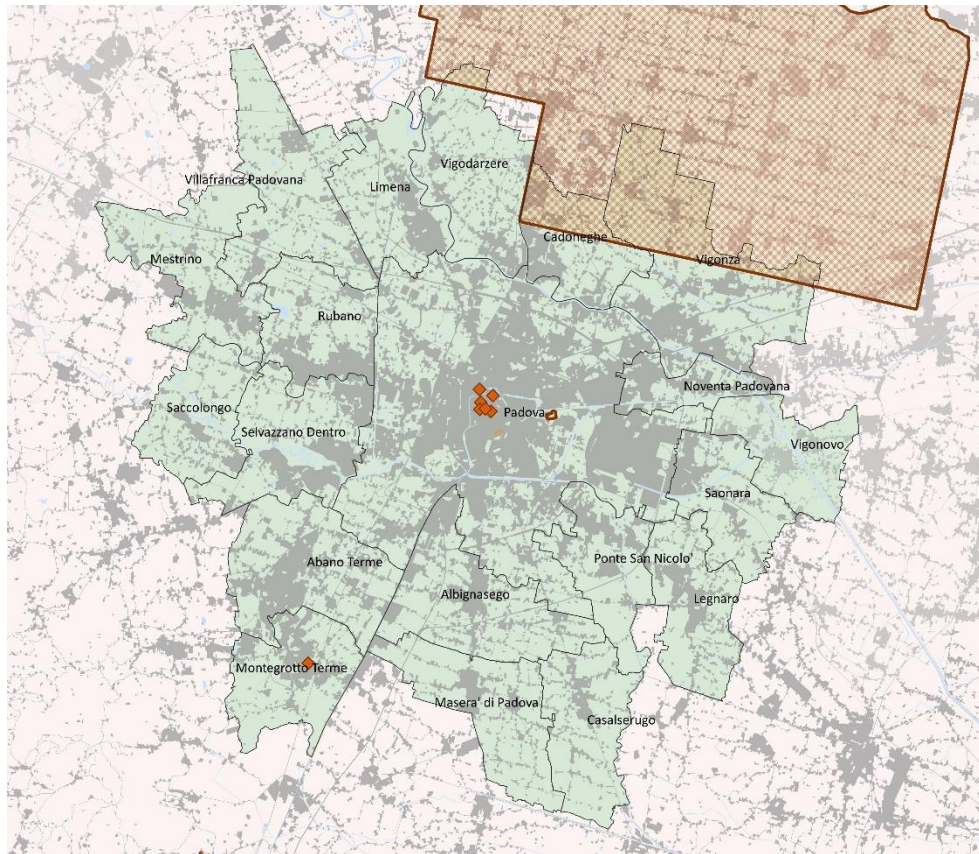 Vigodarzere
Villafranca Padovana
Limena
Cadoneghe
Mestrino
Vigonza
Rubano
Noventa Padovana
Saccolongo
Padova
Selvazzano Dentro
Vigonovo
Saonara
Abano Terme
Ponte San Nicolo'
Albignasego
Legnaro
Montegrotto Terme
Masera' di Padova
Casalserugo